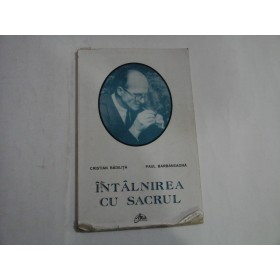 CRISTIAN BĂDILIȚĂ PAUL BARBĂNEAGRĂ
ÎNTÂLNIREA
CU SACRUL